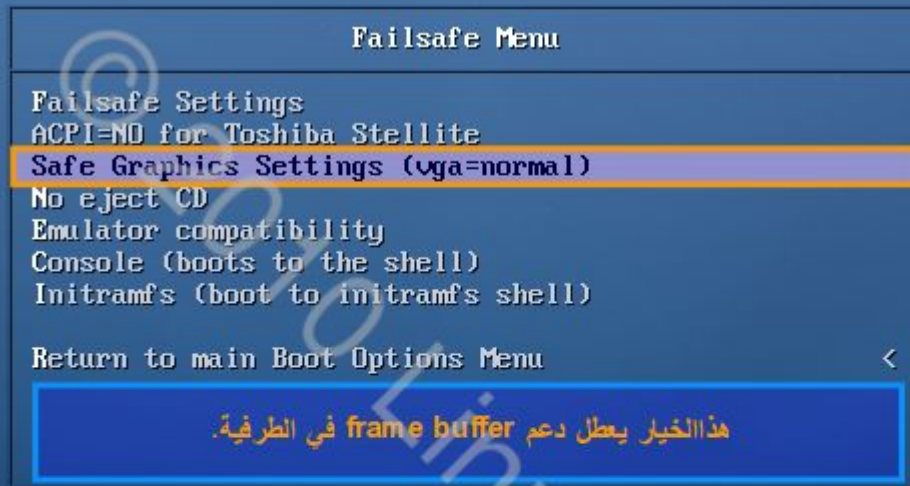 Failsafe Menu
Failsafe Settings
ACPI=NO for Toshiba Stellite
Safe Graphics Settings (vga=normal)
No eject CD
Emulator compatibility
Console (boots to the shell)
Initramfs (boot to initramfs shell)
Return to main Boot Options Menu <
هذاالخيار يعطل دعم frame buffer في الطرفية.
© 2010 Lin